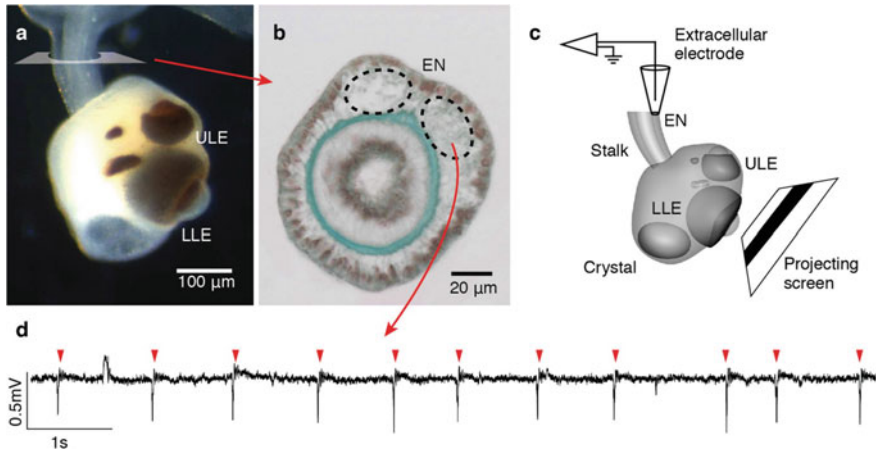 a
ULE
LLE
100 µm
b
EN
20 µm
c
Extracellular
electrode
EN
Stalk
ULE
LLE
Crystal
Projecting
screen
d
0.5mV
1s